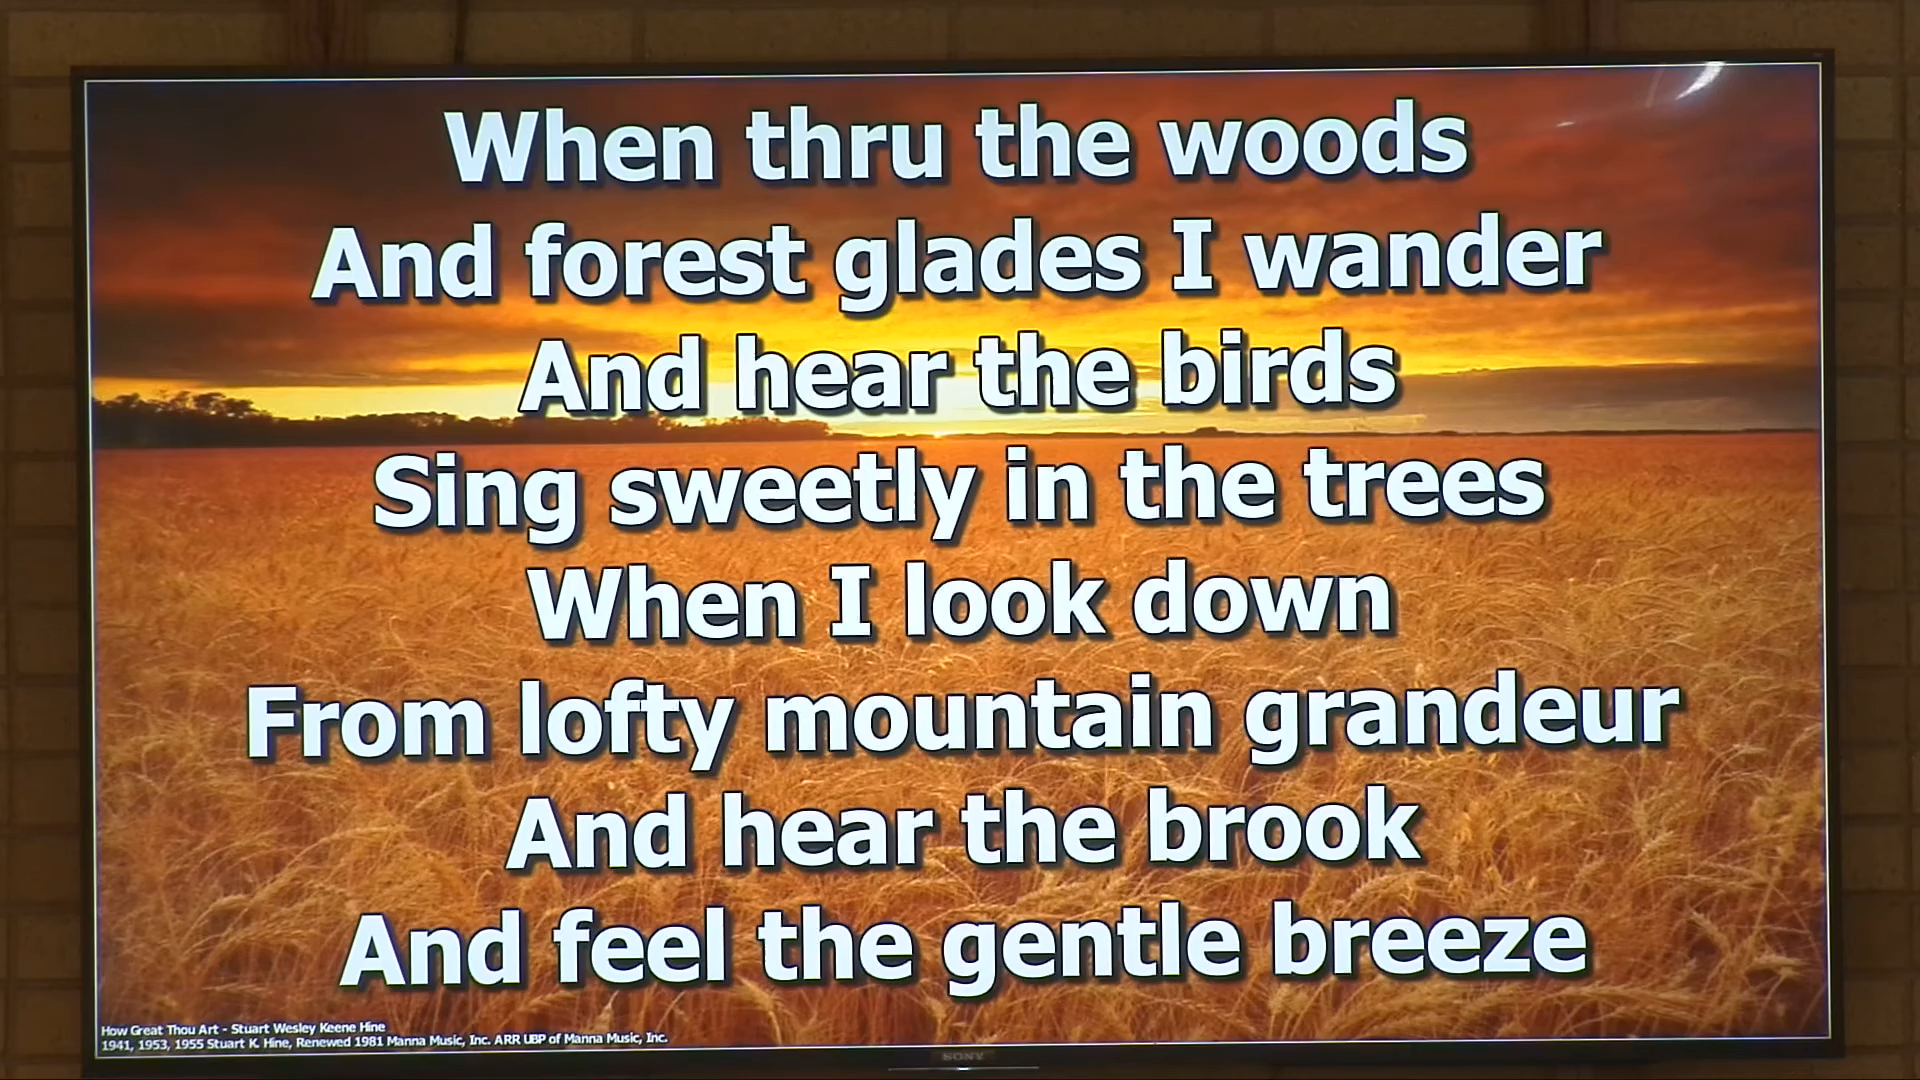 When thru the woods
And forest glades I wander
And hear the birds
Sing sweetly in the trees
When I look down
From lofty mountain grandeur
And hear the brook
And feel the gentle breeze
How Great Thou Art - Stuart Wesley Keene Hine
1941, 1953, 1955 Stuart K. Hine, Renewed 1981 Manna Music, Inc. ARR UBP of Manna Music, Inc.
SONY